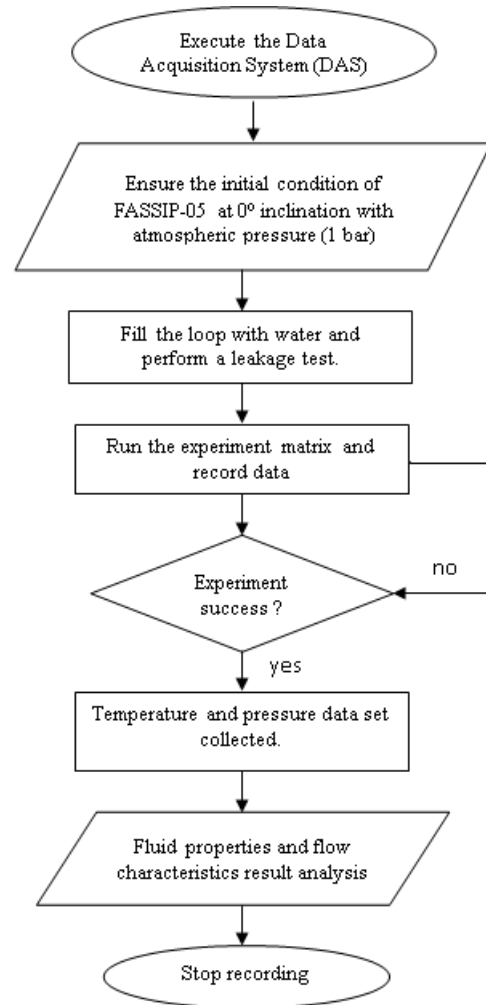 Execute the Data
Acquisition System (DAS)
Ensure the initial condition of
FASSIP-05 at 0º inclination with
atmospheric pressure (1 bar)
Fill the loop with water and
perform a leakage test.
Run the experiment matrix and
record data
Experiment
success ?
no
yes
Temperature and pressure data set
collected.
Fluid properties and flow
characteristics result analysis
Stop recording